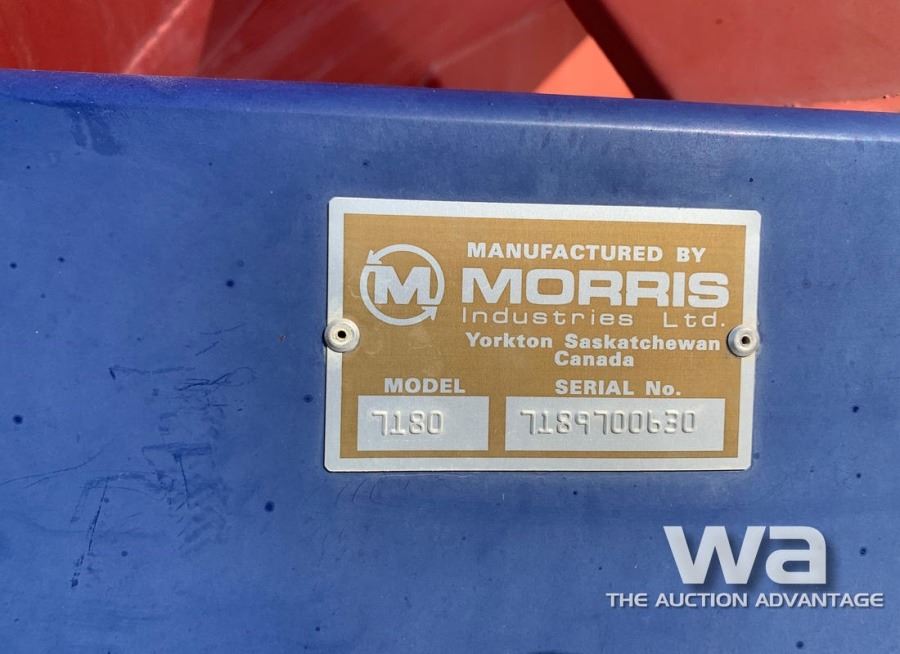 M
MANUFACTURED BY
MORRIS
Industries Ltd.
Yorkton Saskatchewan
Canada
MODEL
SERIAL No.
7180
7189700630
wa
THE AUCTION ADVANTAGE